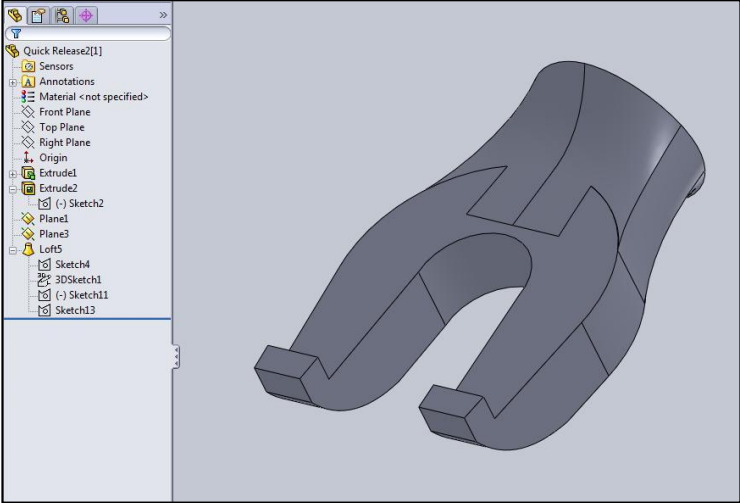 Quick Release2[1]
Sensors
Annotations
Material <not specified>
Front Plane
Top Plane
Right Plane
Origin
Extrude1
Extrude2
(-) Sketch2
Plane1
Plane3
Loft5
Sketch4
3DSketch1
(-) Sketch11
Sketch13